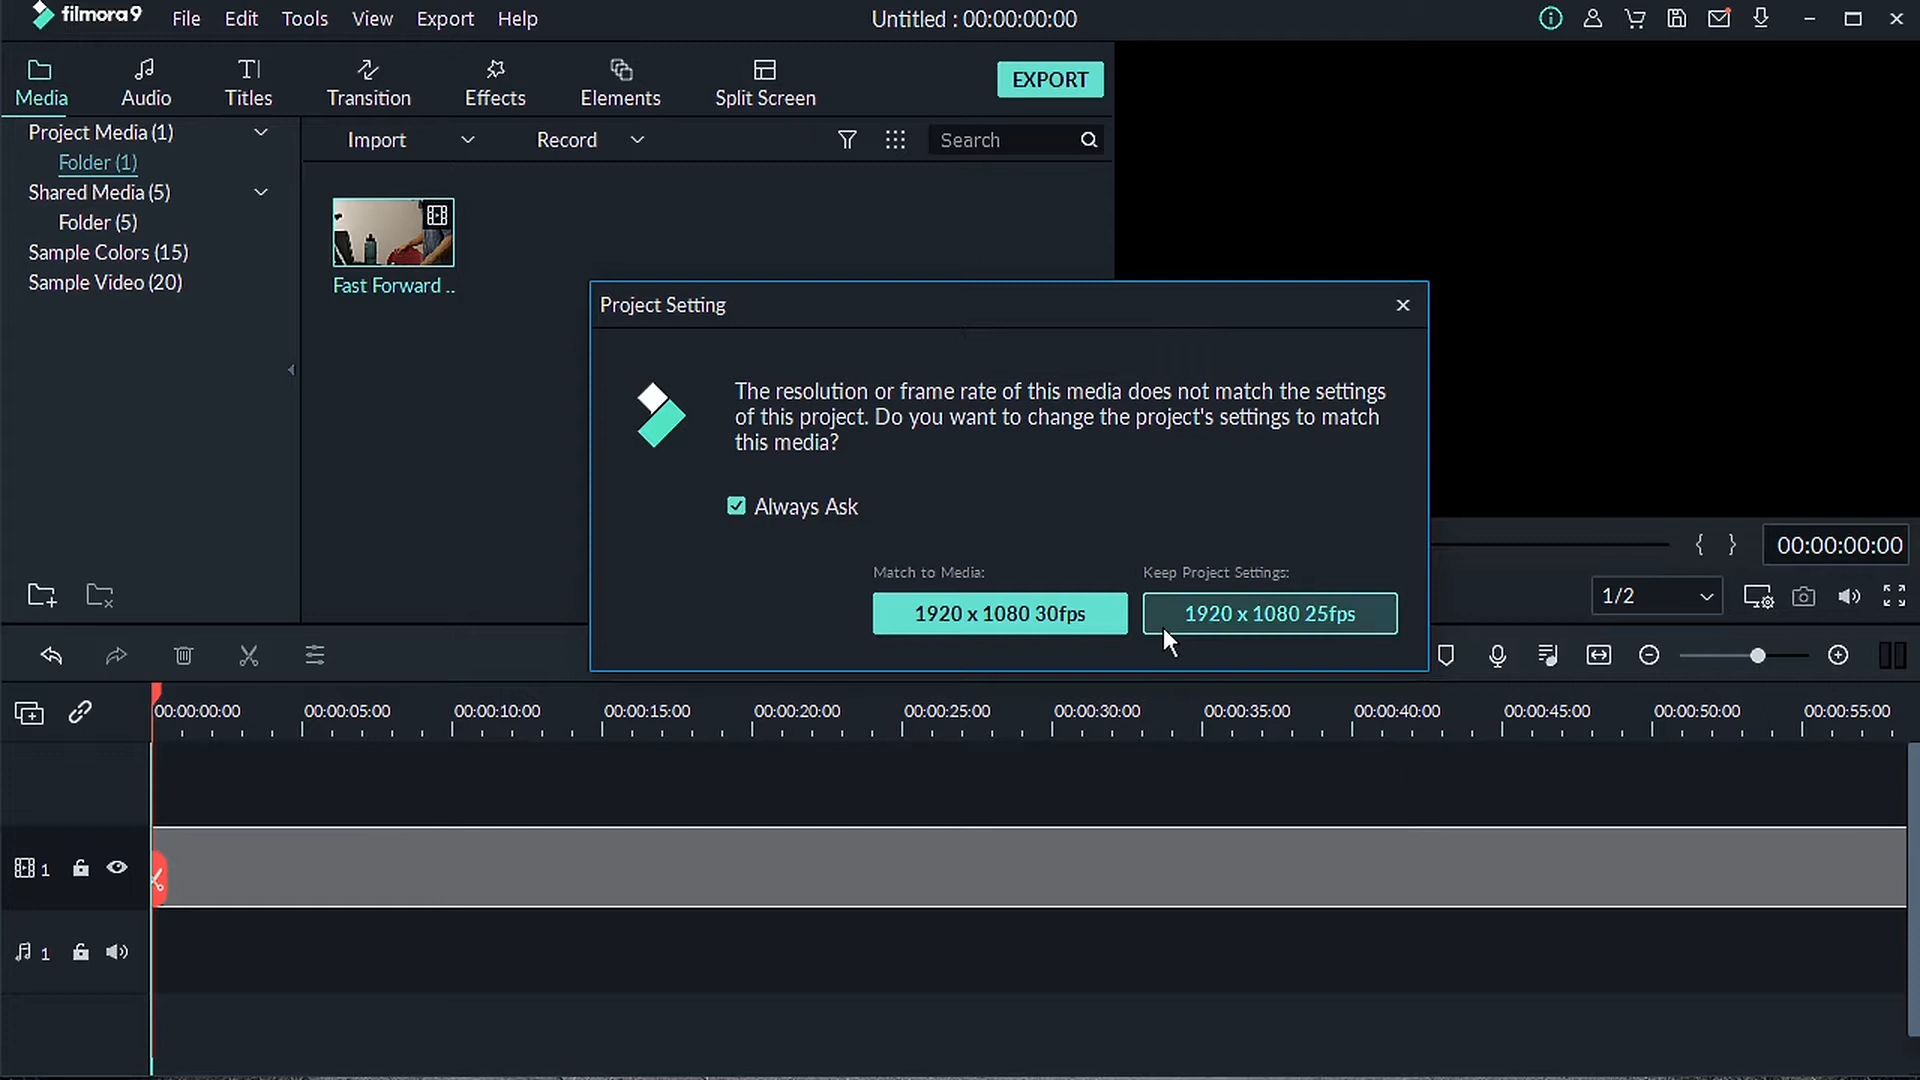 filmora9 File Edit Tools View Export Help Untitled : 00:00:00:00
Media Audio Titles Transition Effects Elements Split Screen EXPORT
Project Media (1)
Folder (1)
Shared Media (5)
Folder (5)
Sample Colors (15)
Sample Video (20)
Import Record Search
Fast Forward ..
Project Setting
The resolution or frame rate of this media does not match the settings
of this project. Do you want to change the project's settings to match
this media?
Always Ask
Match to Media: Keep Project Settings:
1920 x 1080 30fps 1920 x 1080 25fps
{ } 00:00:00:00
1/2
00:00:00:00 00:00:05:00 00:00:10:00 00:00:15:00 00:00:20:00 00:00:25:00 00:00:30:00 00:00:35:00 00:00:40:00 00:00:45:00 00:00:50:00 00:00:55:00
1
1